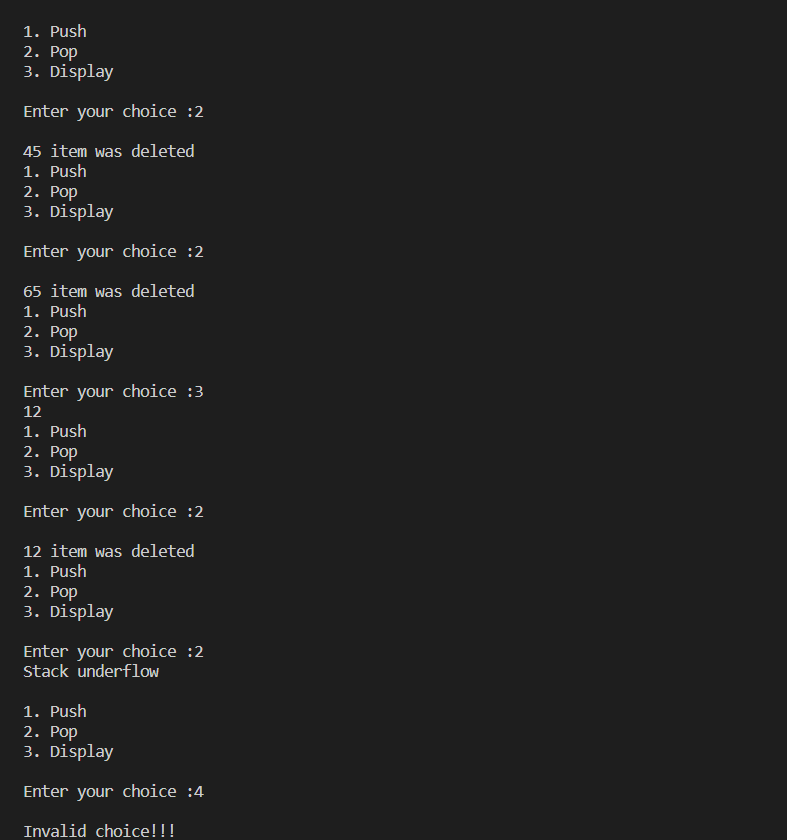 1. Push
2. Pop
3. Display
Enter your choice :2
45 item was deleted
1. Push
2. Pop
3. Display
Enter your choice :2
65 item was deleted
1. Push
2. Pop
3. Display
Enter your choice :3
12
1. Push
2. Pop
3. Display
Enter your choice :2
12 item was deleted
1. Push
2. Pop
3. Display
Enter your choice :2
Stack underflow
1. Push
2. Pop
3. Display
Enter your choice :4
Invalid choice!!!